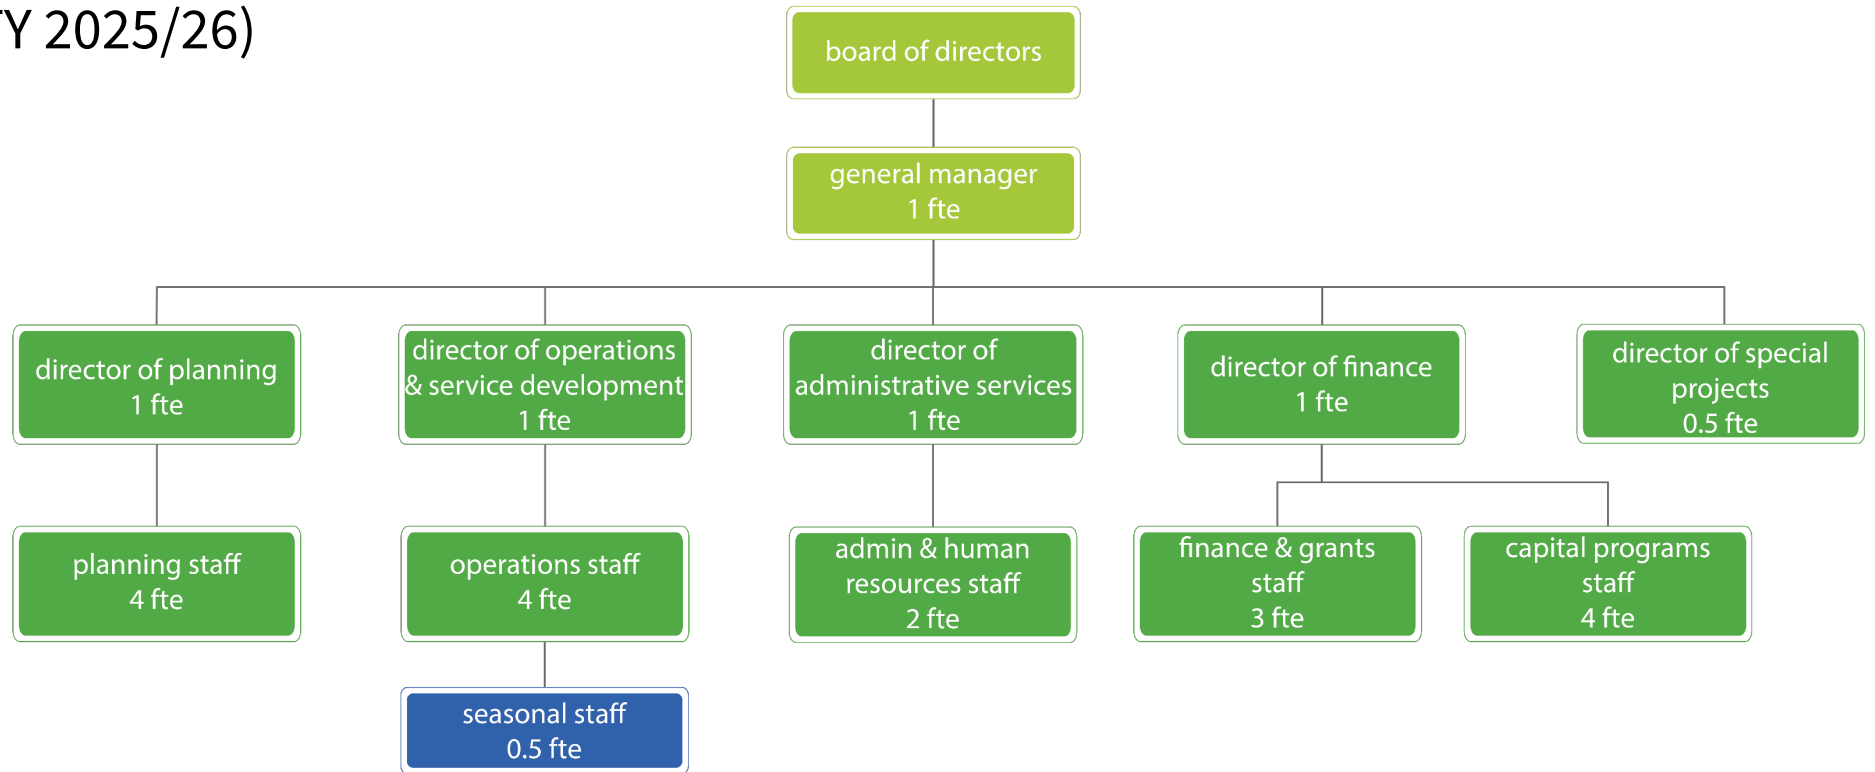 Y 2025/26)
board of directors
general manager
1 fte
director of planning
1 fte
director of operations
& service development
1 fte
director of
administrative services
1 fte
director of finance
1 fte
director of special
projects
0.5 fte
planning staff
4 fte
operations staff
4 fte
admin & human
resources staff
2 fte
finance & grants
staff
3 fte
capital programs
staff
4 fte
seasonal staff
0.5 fte